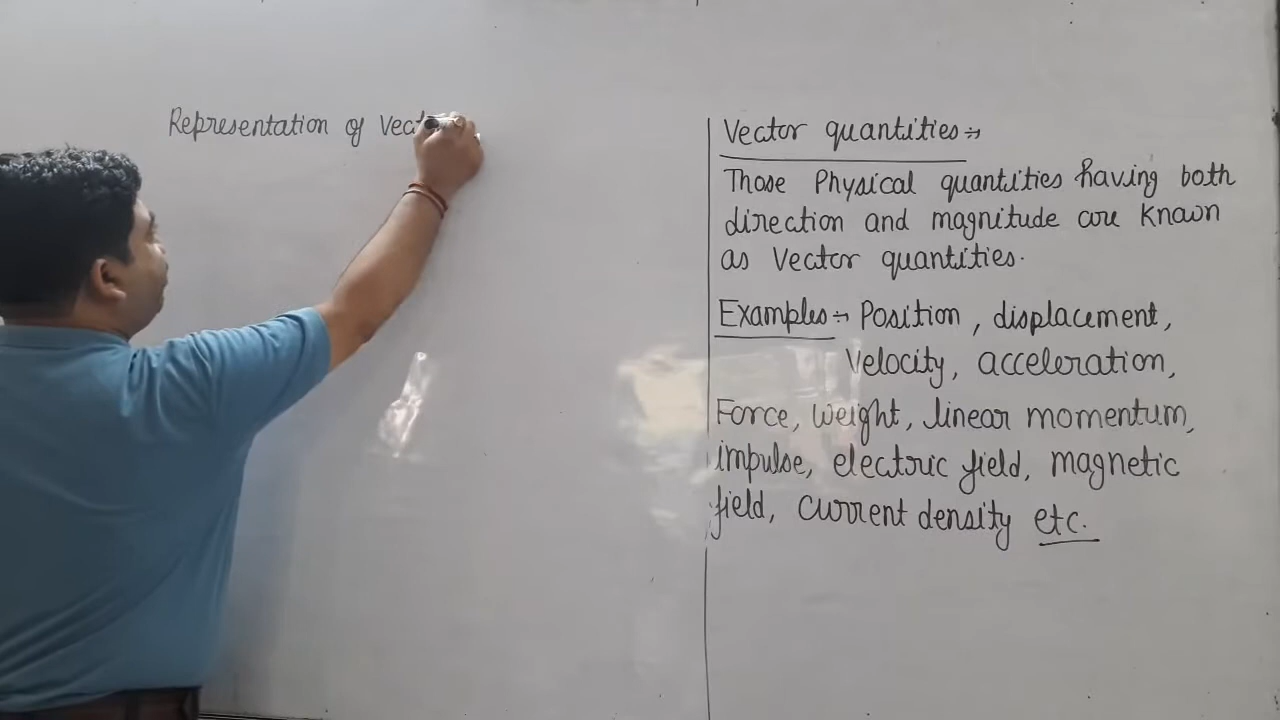 Representation of
Vector quantities →
Those Physical quantities having both
direction and magnitude are known
as Vector quantities.
Examples → Position, displacement,
Velocity, acceleration,
Force, weight, linear momentum,
impulse, electric field, magnetic
field, current density etc.